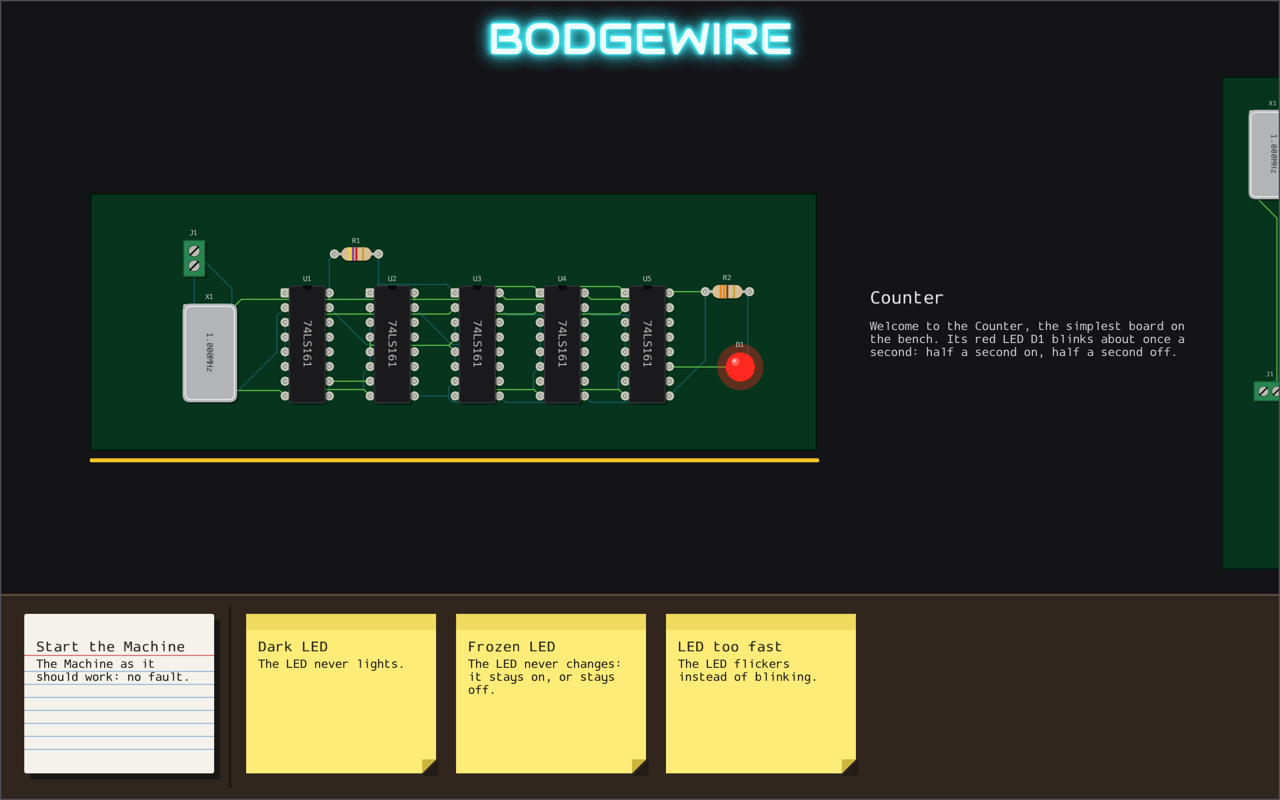 BODGEWIRE
X1
1.000MHz
J1
R1
X1
1.000MHz
U1
U2
U3
U4
U5
74LS161
74LS161
74LS161
74LS161
74LS161
R2
D1
Counter
Welcome to the Counter, the simplest board on
the bench. Its red LED D1 blinks about once a
second: half a second on, half a second off.
J1
Start the Machine
The Machine as it
should work: no fault.
Dark LED
The LED never lights.
Frozen LED
The LED never changes:
it stays on, or stays
off.
LED too fast
The LED flickers
instead of blinking.